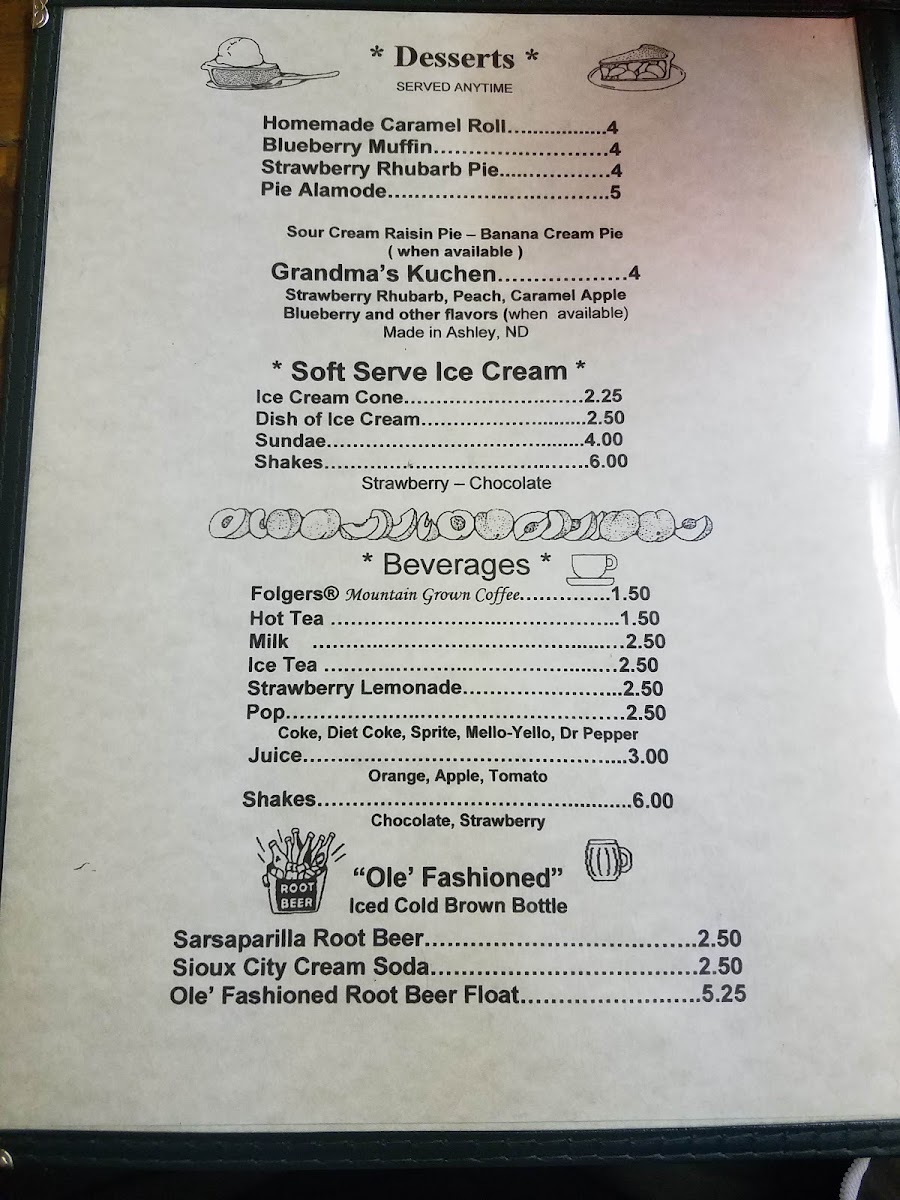 * Desserts *
SERVED ANYTIME
Homemade Caramel Roll.................4
Blueberry Muffin..............................4
Strawberry Rhubarb Pie...................4
Pie Alamode......................................5
Sour Cream Raisin Pie – Banana Cream Pie
( when available )
Grandma's Kuchen...................4
Strawberry Rhubarb, Peach, Caramel Apple
Blueberry and other flavors (when available)
Made in Ashley, ND
* Soft Serve Ice Cream *
Ice Cream Cone...............................2.25
Dish of Ice Cream............................2.50
Sundae............................................4.00
Shakes.............................................6.00
Strawberry – Chocolate
* Beverages *
Folgers® Mountain Grown Coffee...............1.50
Hot Tea .................................................1.50
Milk .....................................................2.50
Ice Tea ..................................................2.50
Strawberry Lemonade...........................2.50
Pop.........................................................2.50
Coke, Diet Coke, Sprite, Mello-Yello, Dr Pepper
Juice......................................................3.00
Orange, Apple, Tomato
Shakes....................................................6.00
Chocolate, Strawberry
ROOT
BEER
“Ole’ Fashioned”
Iced Cold Brown Bottle
Sarsaparilla Root Beer.....................................2.50
Sioux City Cream Soda....................................2.50
Ole’ Fashioned Root Beer Float........................5.25